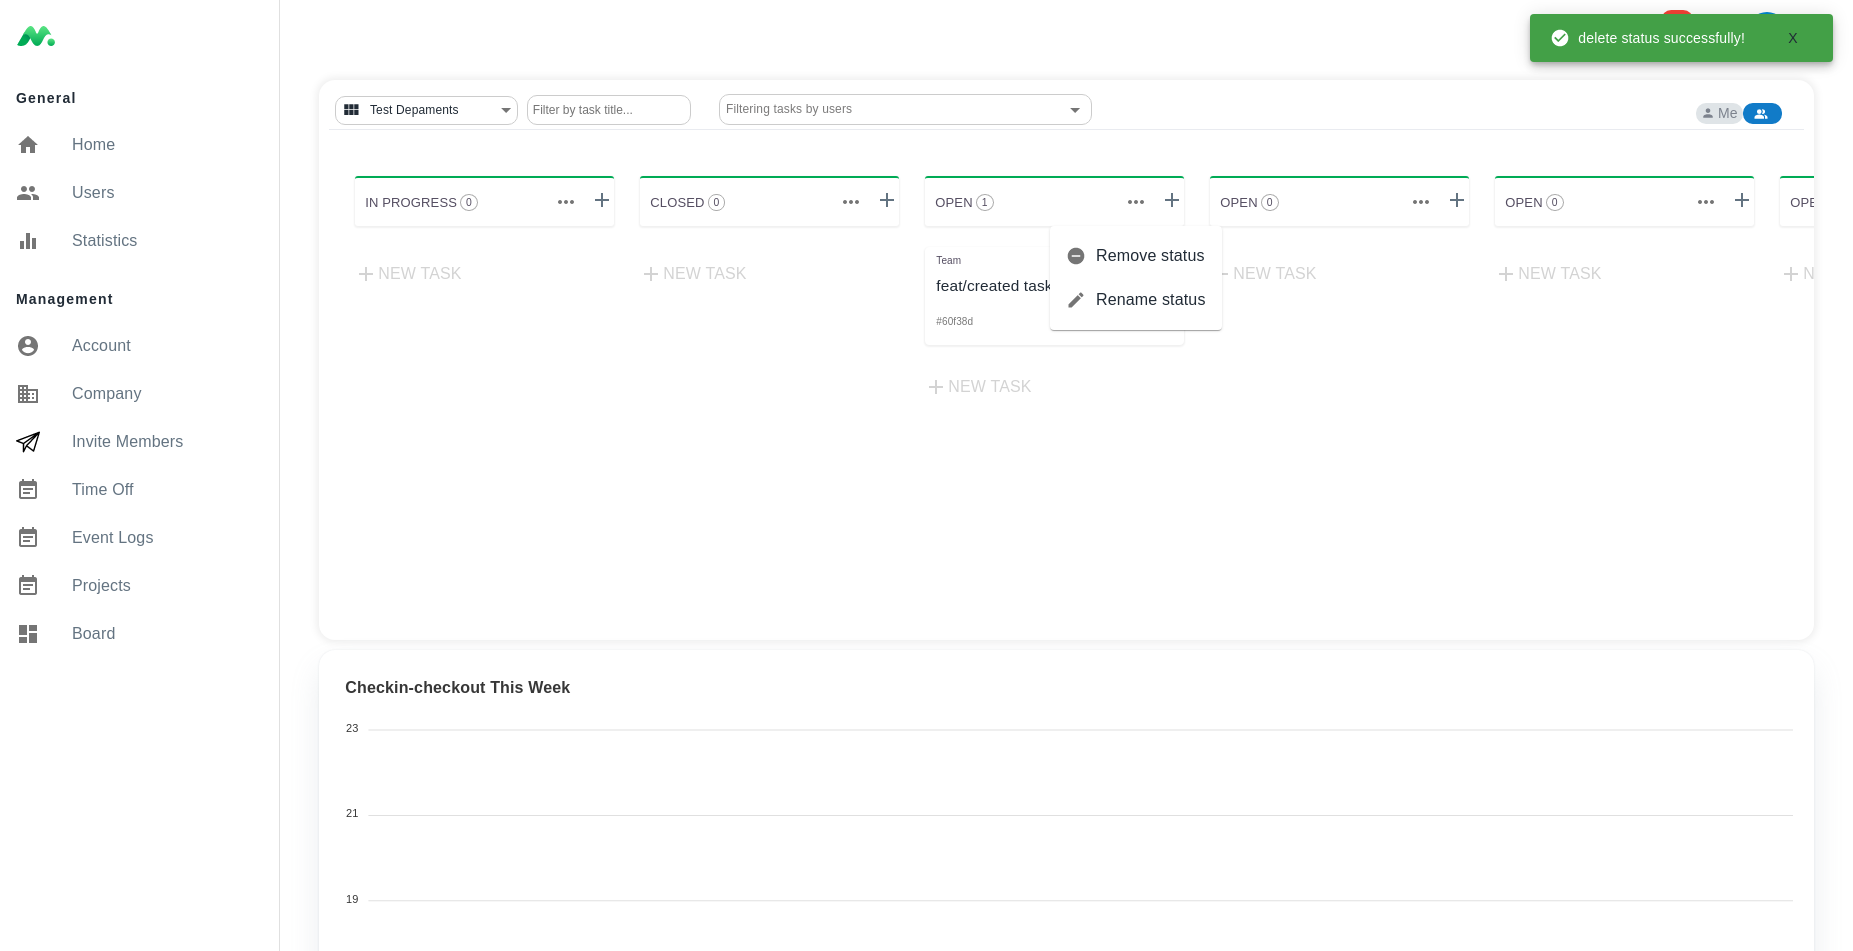 delete status successfully! X
General
Home
Users
Statistics
Management
Account
Company
Invite Members
Time Off
Event Logs
Projects
Board
Test Depaments
Filter by task title...
Filtering tasks by users
Me
IN PROGRESS 0
NEW TASK
CLOSED 0
NEW TASK
OPEN 1
Team
feat/created task
#60f38d
NEW TASK
Remove status
Rename status
OPEN 0
NEW TASK
OPEN 0
NEW TASK
Checkin-checkout This Week
23
21
19